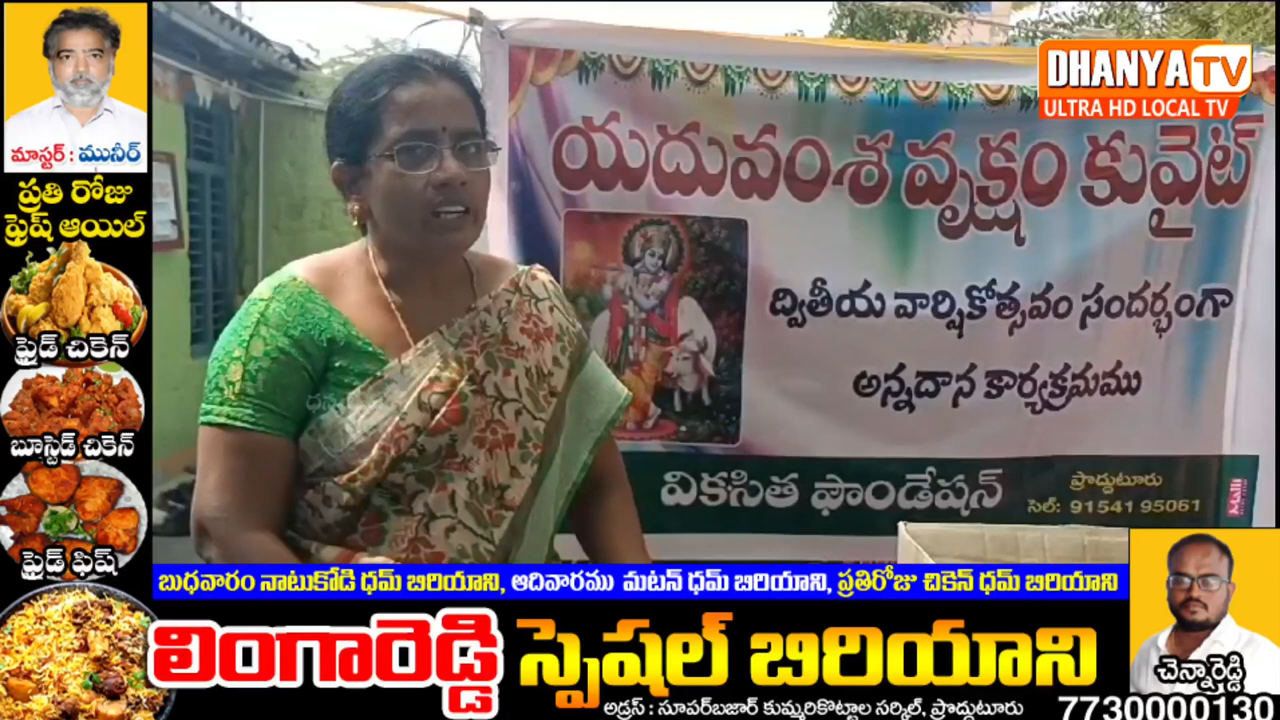 మాస్టర్ : మునీర్
ప్రతి రోజు
ఫ్రెష్ ఆయిల్
ఫ్రైడ్ చికెన్
బూస్టెడ్ చికెన్
ఫ్రైడ్ ఫిష్
DHANYA TV
ULTRA HD LOCAL TV
యదువంశ వృక్షం కువైట్
ద్వితీయ వార్షికోత్సవం సందర్భంగా
అన్నదాన కార్యక్రమము
వికసిత ఫౌండేషన్
ప్రొద్దుటూరు
సెల్: 91541 95061
Malli
బుధవారం నాటుకోడి ధమ్ బిరియాని, ఆదివారము మటన్ ధమ్ బిరియాని, ప్రతిరోజు చికెన్ ధమ్ బిరియాని
లింగారెడ్డి స్పెషల్ బిరియాని
చెన్నారెడ్డి
అడ్రస్ : సూపర్‌బజార్ కుమ్మరికొట్టాల సర్కిల్, ప్రొద్దుటూరు
7730000130